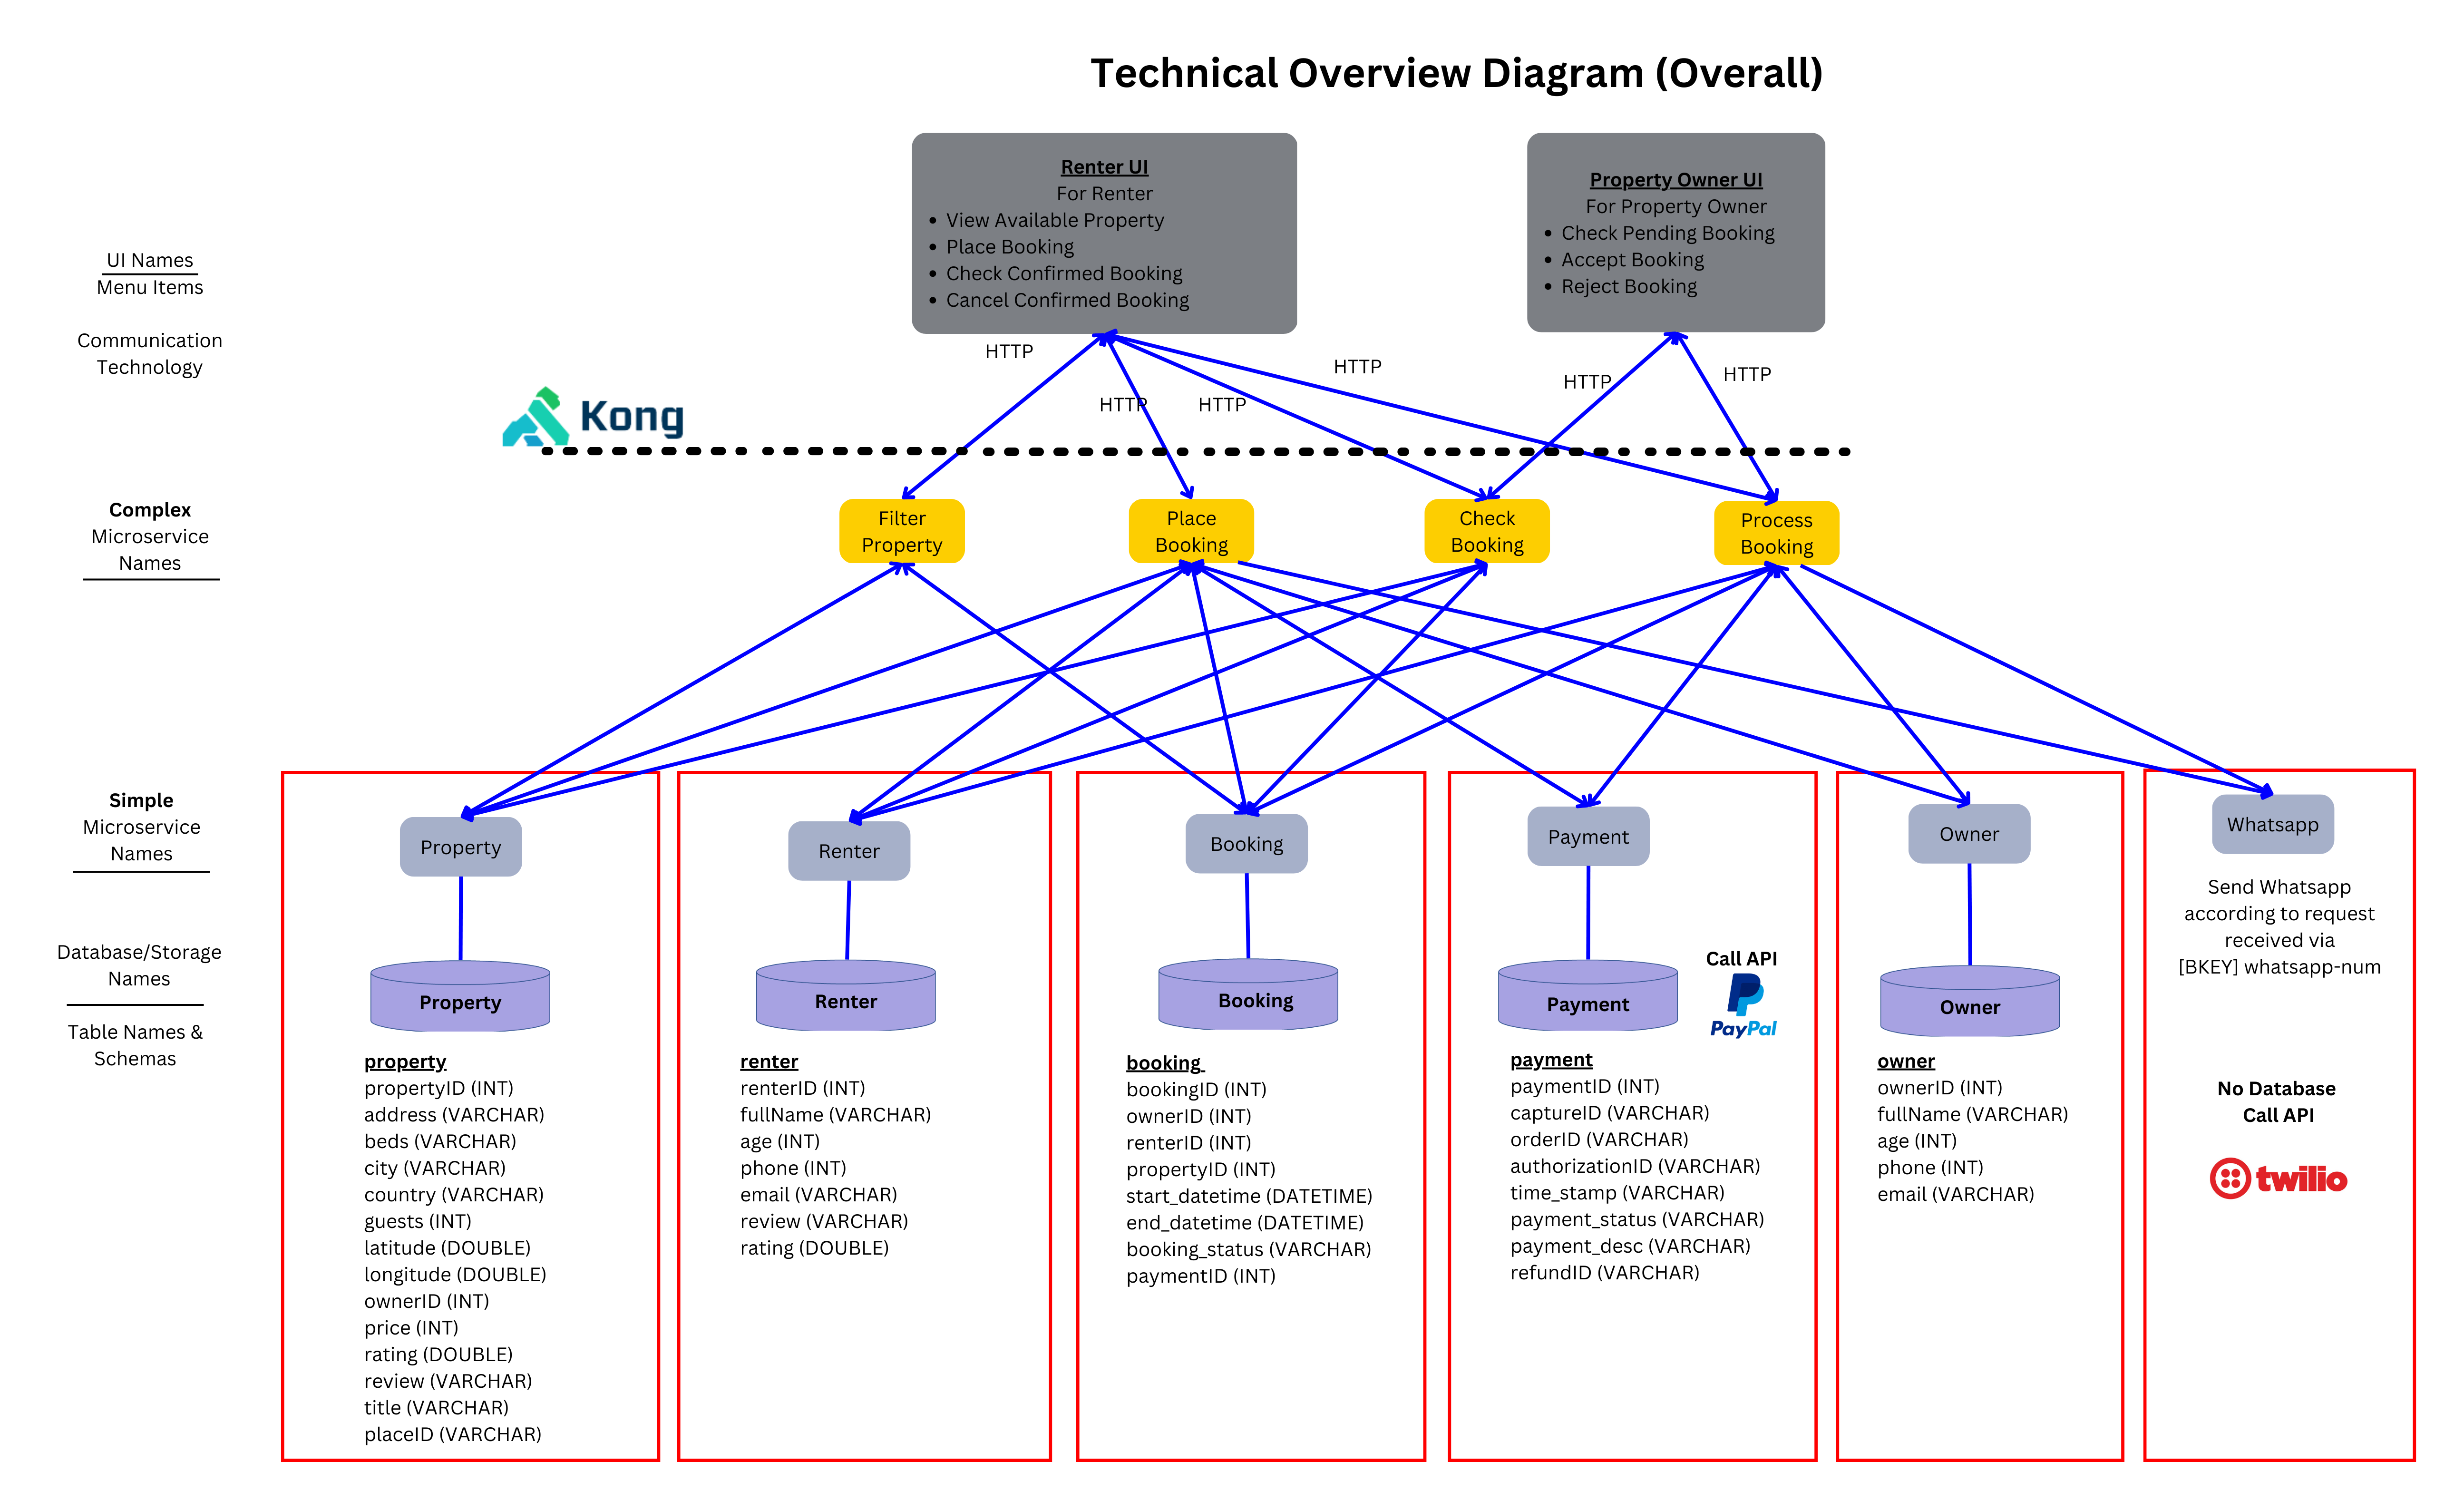 Technical Overview Diagram (Overall)
Renter UI
For Renter
View Available Property
Place Booking
Check Confirmed Booking
Cancel Confirmed Booking
Property Owner UI
For Property Owner
Check Pending Booking
Accept Booking
Reject Booking
UI Names
Menu Items
Communication
Technology
HTTP
HTTP
HTTP
HTTP
HTTP
HTTP
Kong
Complex
Microservice
Names
Filter
Property
Place
Booking
Check
Booking
Process
Booking
Simple
Microservice
Names
Database/Storage
Names
Table Names &
Schemas
Property
Property
property
propertyID (INT)
address (VARCHAR)
beds (VARCHAR)
city (VARCHAR)
country (VARCHAR)
guests (INT)
latitude (DOUBLE)
longitude (DOUBLE)
ownerID (INT)
price (INT)
rating (DOUBLE)
review (VARCHAR)
title (VARCHAR)
placeID (VARCHAR)
Renter
Renter
renter
renterID (INT)
fullName (VARCHAR)
age (INT)
phone (INT)
email (VARCHAR)
review (VARCHAR)
rating (DOUBLE)
Booking
Booking
booking
bookingID (INT)
ownerID (INT)
renterID (INT)
propertyID (INT)
start_datetime (DATETIME)
end_datetime (DATETIME)
booking_status (VARCHAR)
paymentID (INT)
Payment
Call API
PayPal
Payment
payment
paymentID (INT)
captureID (VARCHAR)
orderID (VARCHAR)
authorizationID (VARCHAR)
time_stamp (VARCHAR)
payment_status (VARCHAR)
payment_desc (VARCHAR)
refundID (VARCHAR)
Owner
Owner
owner
ownerID (INT)
fullName (VARCHAR)
age (INT)
phone (INT)
email (VARCHAR)
Whatsapp
Send Whatsapp
according to request
received via
[BKEY] whatsapp-num
No Database
Call API
twilio